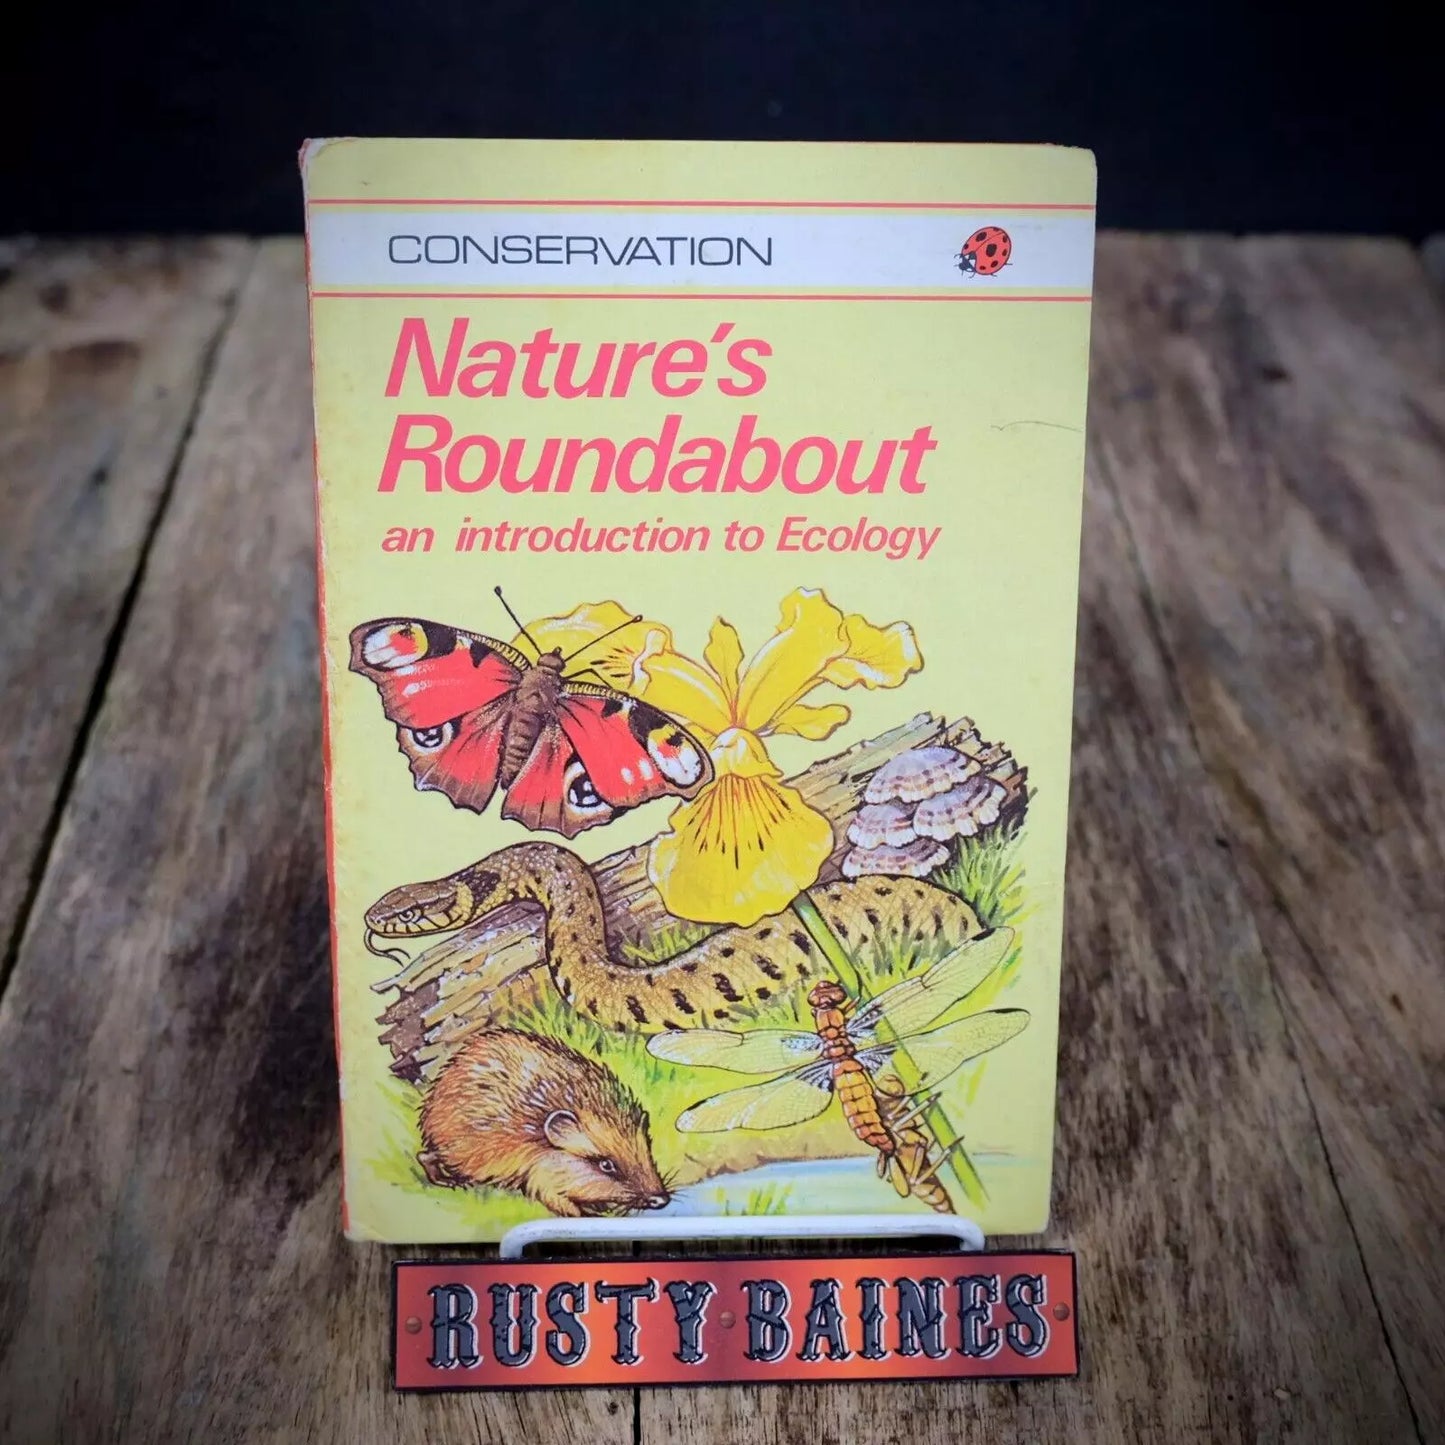 CONSERVATION
Nature's
Roundabout
an introduction to Ecology
RUSTY BAINES